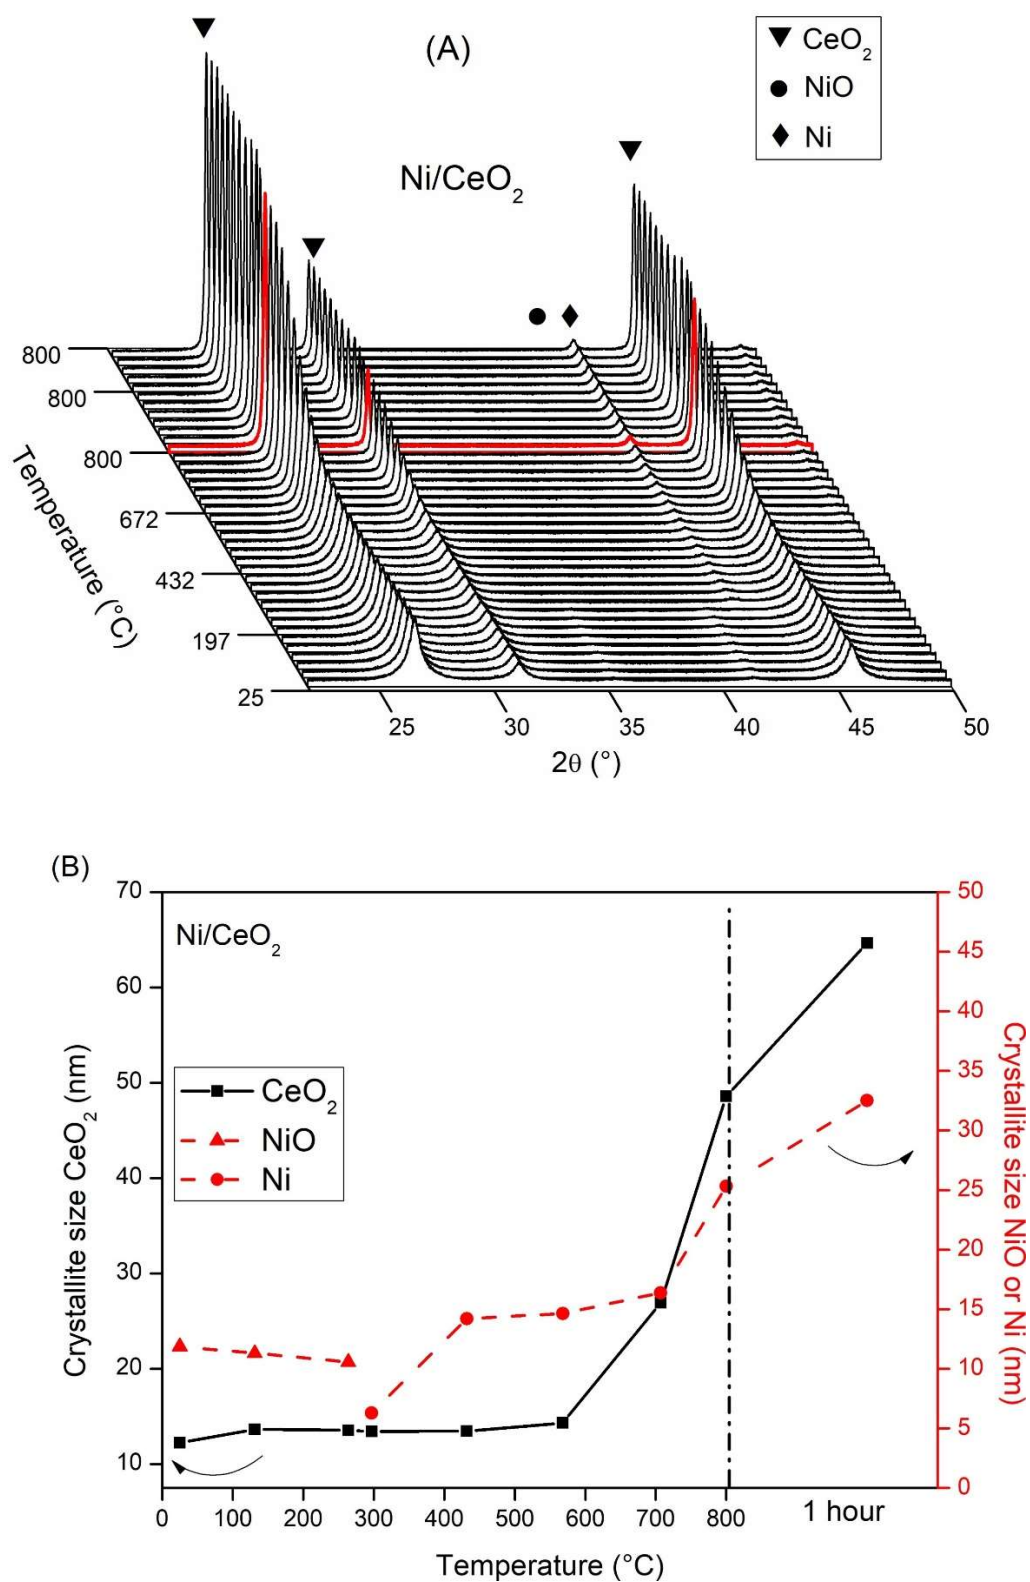 (A)
▼ CeO₂
● NiO
♦ Ni
Ni/CeO₂
800
800
800
672
432
197
25
Temperature (°C)
25 30 35 40 45 50
2θ (°)
(B)
Ni/CeO₂
CeO₂
NiO
Ni
70
60
50
40
30
20
10
Crystallite size CeO₂ (nm)
50
45
40
35
30
25
20
15
10
5
0
Crystallite size NiO or Ni (nm)
0 100 200 300 400 500 600 700 800 1 hour
Temperature (°C)